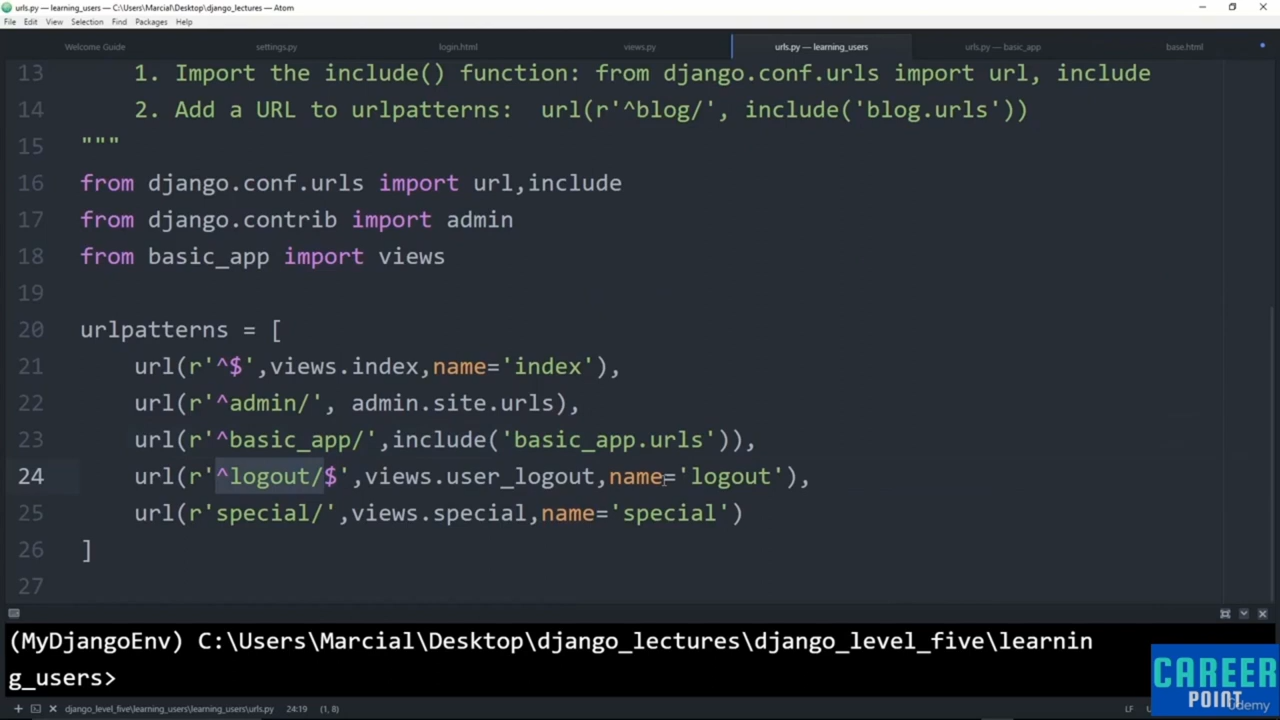 urls.py — learning_users — C:\Users\Marcial\Desktop\django_lectures — Atom
File Edit View Selection Find Packages Help
Welcome Guide settings.py login.html views.py urls.py — learning_users urls.py — basic_app base.html
13 1. Import the include() function: from django.conf.urls import url, include
14 2. Add a URL to urlpatterns:  url(r'^blog/', include('blog.urls'))
15 """
16 from django.conf.urls import url,include
17 from django.contrib import admin
18 from basic_app import views
19
20 urlpatterns = [
21 url(r'^$',views.index,name='index'),
22 url(r'^admin/', admin.site.urls),
23 url(r'^basic_app/',include('basic_app.urls')),
24 url(r'^logout/$',views.user_logout,name='logout'),
25 url(r'special/',views.special,name='special')
26 ]
27
(MyDjangoEnv) C:\Users\Marcial\Desktop\django_lectures\django_level_five\learnin
g_users>
CAREER
POINT
Udemy
django_level_five\learning_users\learning_users\urls.py 24:19 (1, 8) LF